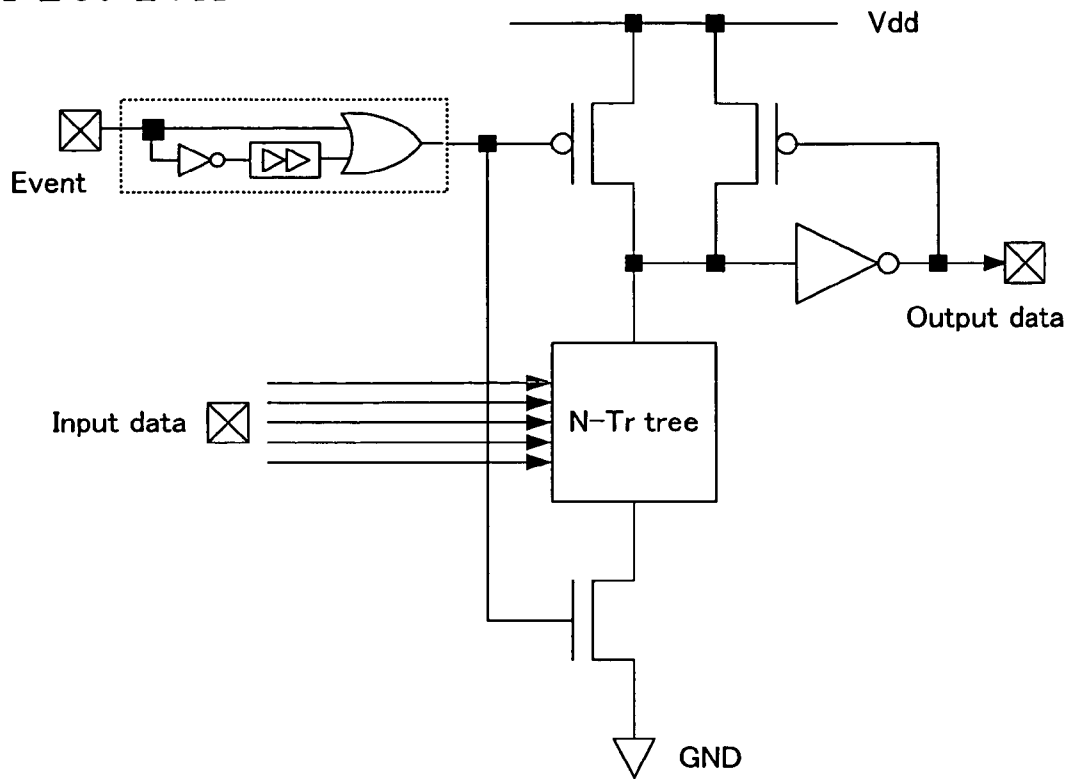 Vdd
Event
Output data
Input data
N-Tr tree
GND